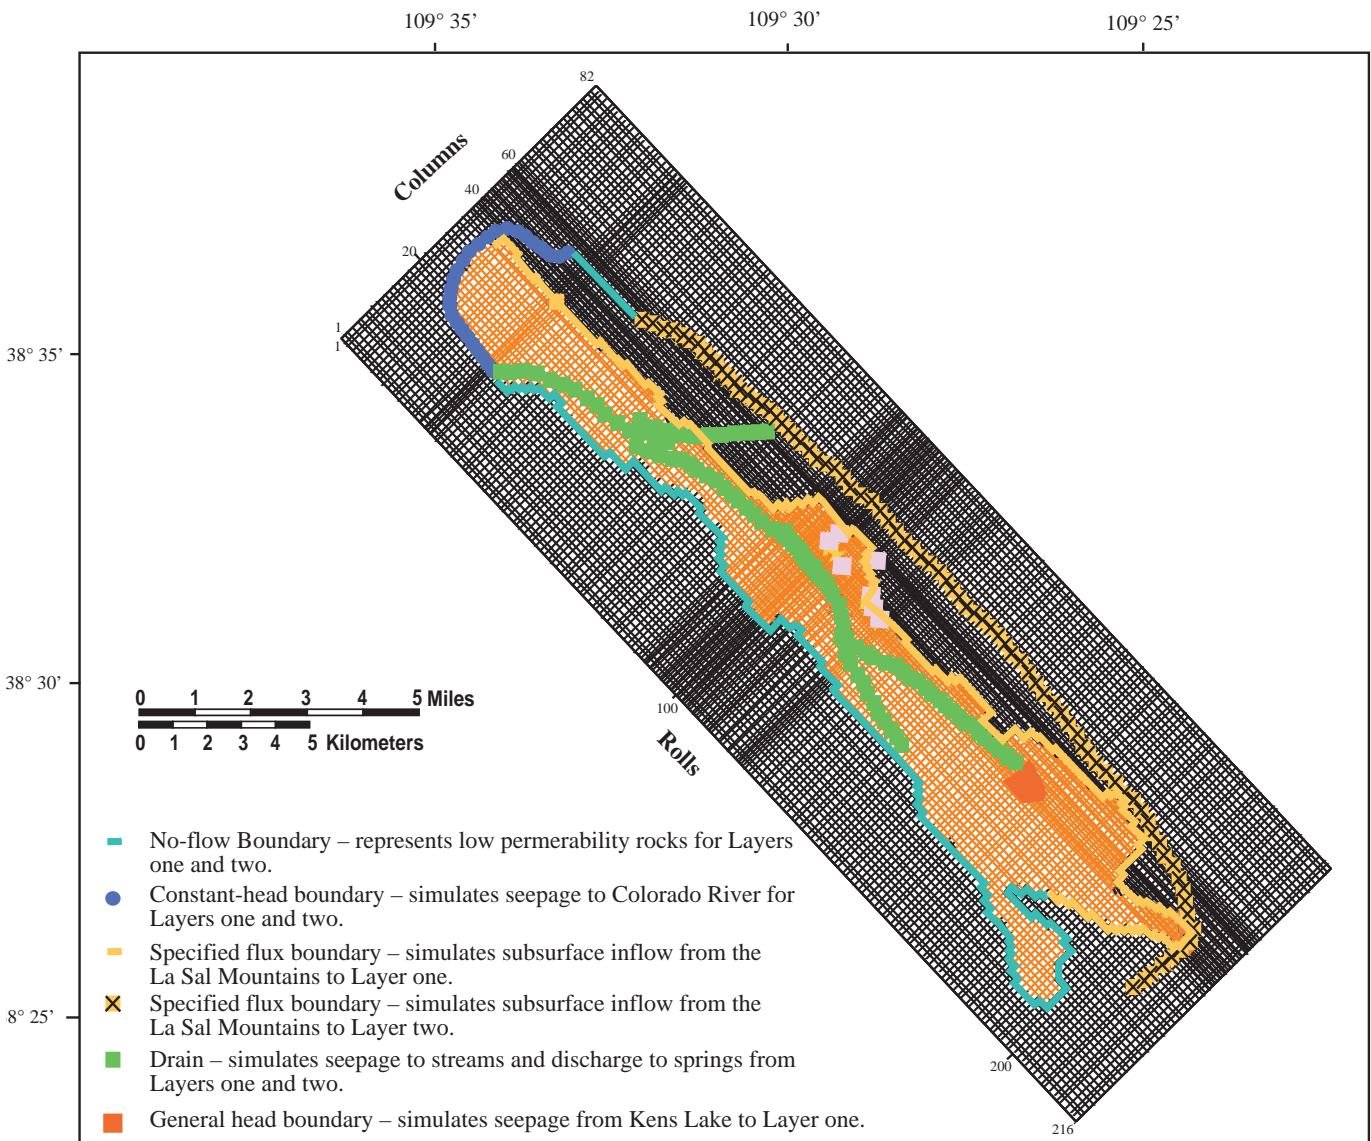 109° 35’
109° 30’
109° 25’
82
Columns
60
40
20
1
1
38° 35’
38° 30’
0 1 2 3 4 5 Miles
0 1 2 3 4 5 Kilometers
100
Rolls
No-flow Boundary – represents low permerability rocks for Layers
one and two.
Constant-head boundary – simulates seepage to Colorado River for
Layers one and two.
Specified flux boundary – simulates subsurface inflow from the
La Sal Mountains to Layer one.
Specified flux boundary – simulates subsurface inflow from the
La Sal Mountains to Layer two.
8° 25’
Drain – simulates seepage to streams and discharge to springs from
Layers one and two.
200
General head boundary – simulates seepage from Kens Lake to Layer one.
216